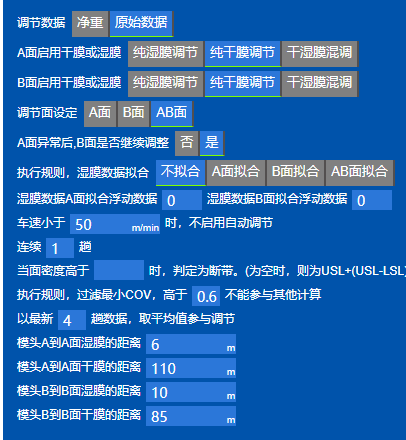 调节数据 净重 原始数据
A面启用干膜或湿膜 纯湿膜调节 纯干膜调节 干湿膜混调
B面启用干膜或湿膜 纯湿膜调节 纯干膜调节 干湿膜混调
调节面设定 A面 B面 AB面
A面异常后,B面是否继续调整 否 是
执行规则，湿膜数据拟合 不拟合 A面拟合 B面拟合 AB面拟合
湿膜数据A面拟合浮动数据 0 湿膜数据B面拟合浮动数据 0
车速小于 50 m/min 时，不启用自动调节
连续 1 趟
当面密度高于 时，判定为断带。(为空时，则为USL+(USL-LSL)
执行规则，过滤最小COV，高于 0.6 不能参与其他计算
以最新 4 趟数据，取平均值参与调节
模头A到A面湿膜的距离 6 m
模头A到A面干膜的距离 110 m
模头B到B面湿膜的距离 10 m
模头B到B面干膜的距离 85 m